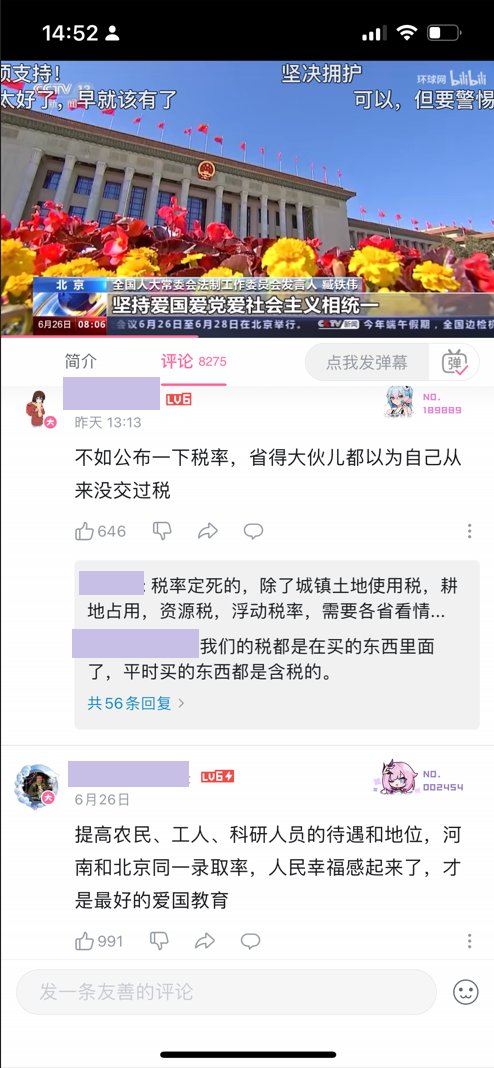 14:52
顶支持！
坚决拥护
环球网 bilibili
CCTV 13
太好了，早就该有了
可以，但要警惕
北京
全国人大常委会法制工作委员会发言人 臧铁伟
坚持爱国爱党爱社会主义相统一
6月26日 08:06
会议6月26日至6月28日在北京举行。 CCTV 新闻 今年端午假期，全国边检机
简介
评论 8275
点我发弹幕
弹
LV6
大
NO.
189889
昨天 13:13
不如公布一下税率，省得大伙儿都以为自己从
来没交过税
646
: 税率定死的，除了城镇土地使用税，耕
地占用，资源税，浮动税率，需要各省看情...
我们的税都是在买的东西里面
了，平时买的东西都是含税的。
共56条回复 >
LV6
大
NO.
002454
6月26日
提高农民、工人、科研人员的待遇和地位，河
南和北京同一录取率，人民幸福感起来了，才
是最好的爱国教育
991
发一条友善的评论